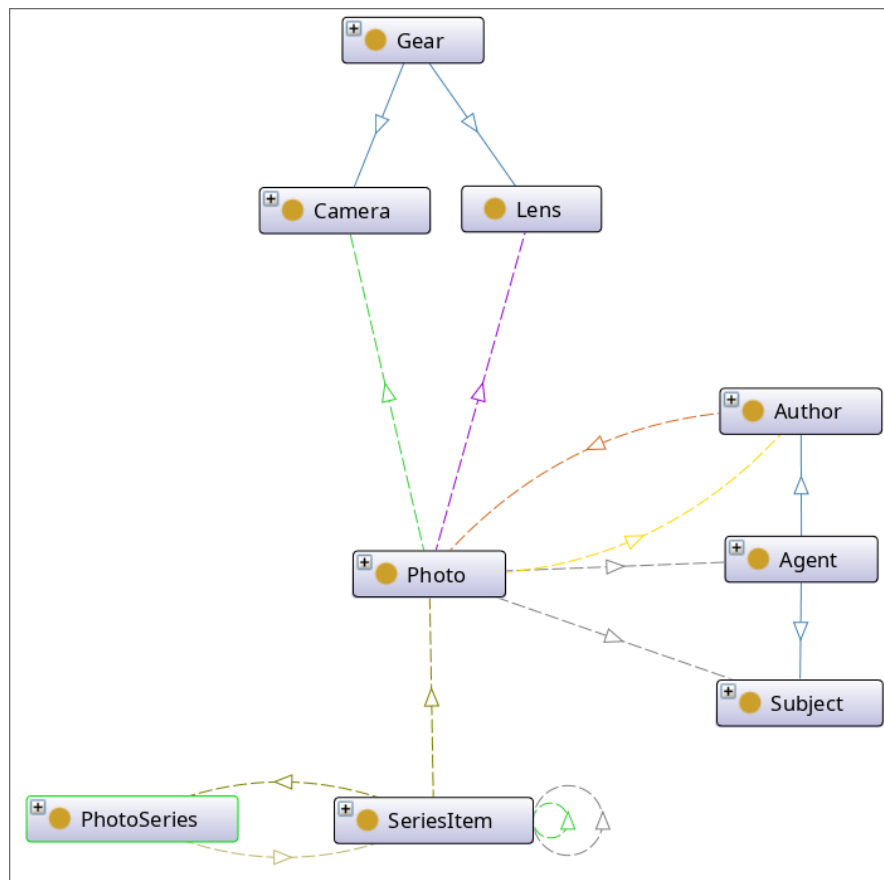 Gear
Camera
Lens
Author
Agent
Photo
Subject
PhotoSeries
SeriesItem